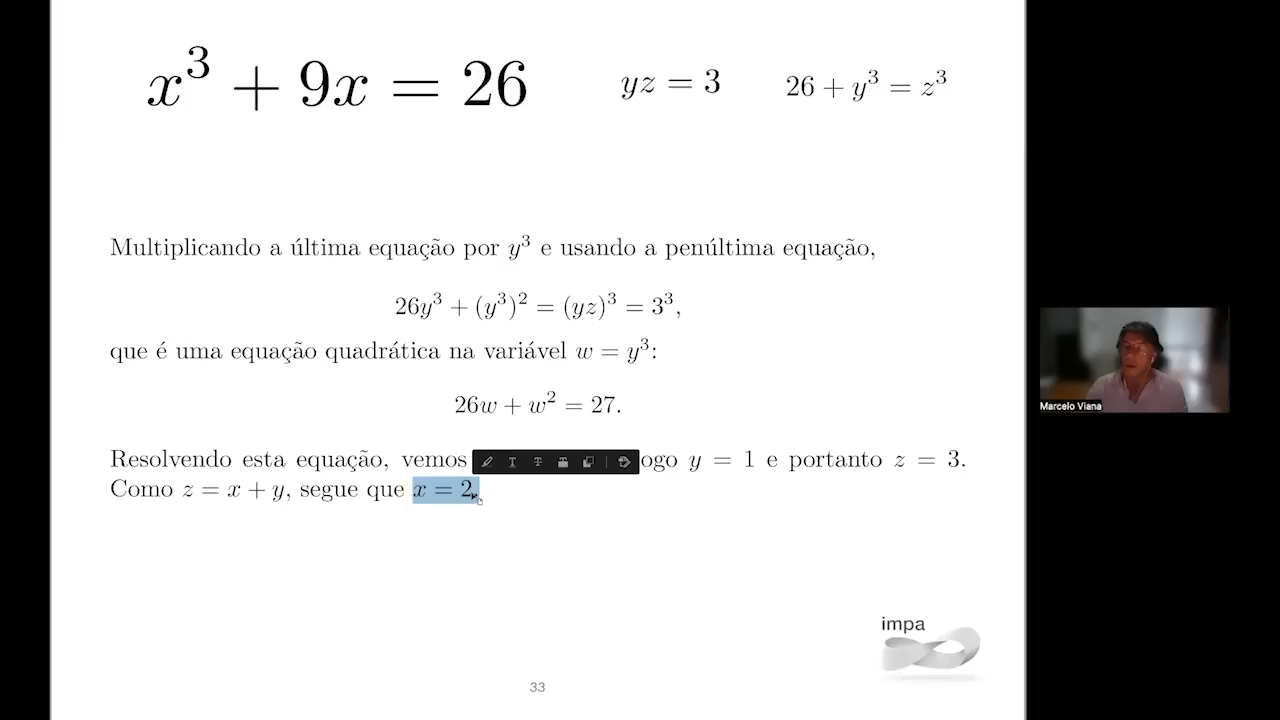 x³ + 9x = 26 yz = 3 26 + y³ = z³
Multiplicando a última equação por y³ e usando a penúltima equação,
26y³ + (y³)² = (yz)³ = 3³,
que é uma equação quadrática na variável w = y³:
26w + w² = 27.
Resolvendo esta equação, vemos ogo y = 1 e portanto z = 3.
Como z = x + y, segue que x = 2.
Marcelo Viana
impa
33